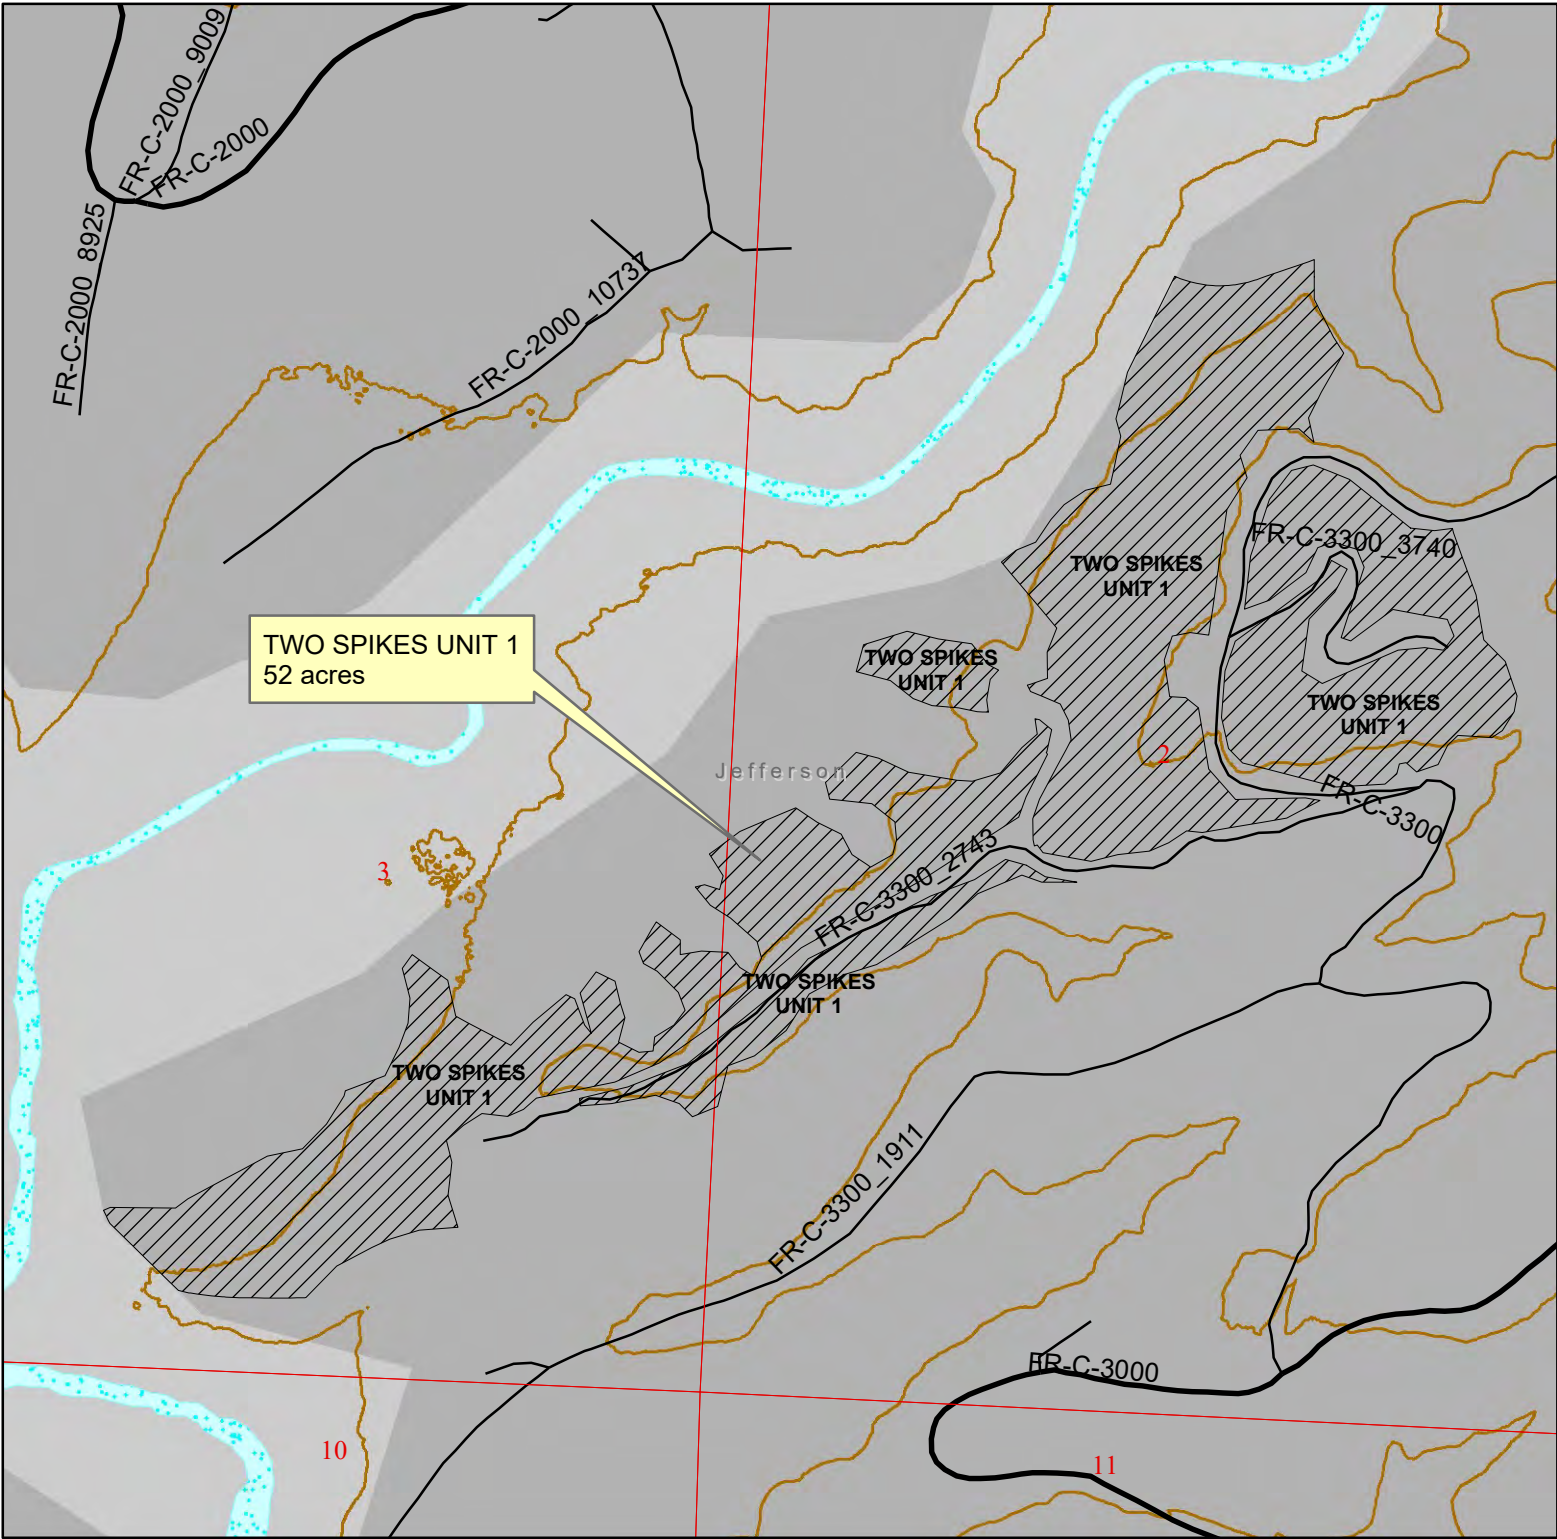 FR-C-2000_9009
FR-C-2000
FR-C-2000 8925
FR-C-2000_10737
FR-C-3300_3740
TWO SPIKES
UNIT 1
TWO SPIKES UNIT 1
52 acres
TWO SPIKES
UNIT 1
TWO SPIKES
UNIT 1
2
Jefferson
FR-C-3300
3
FR-C-3300_2743
TWO SPIKES
UNIT 1
TWO SPIKES
UNIT 1
FR-C-3300_1911
FR-C-3000
10
11